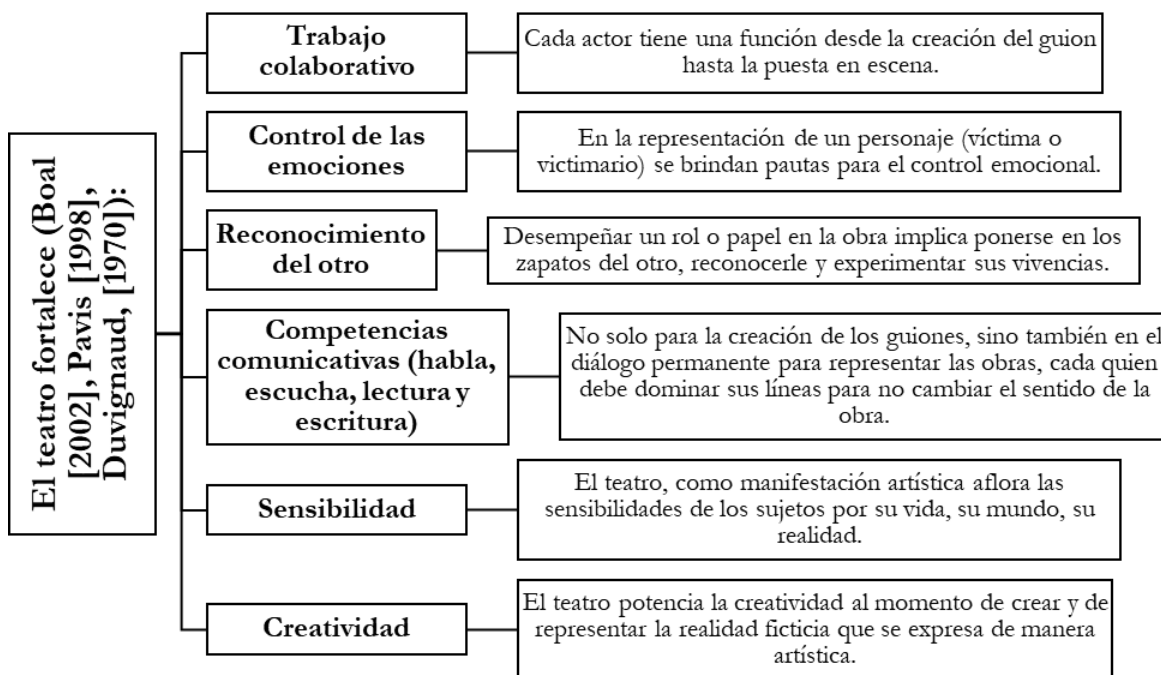 El teatro fortalece (Boal
[2002], Pavis [1998],
Duvignaud, [1970]):
Trabajo
colaborativo
Cada actor tiene una función desde la creación del guion
hasta la puesta en escena.
Control de las
emociones
En la representación de un personaje (víctima o
victimario) se brindan pautas para el control emocional.
Reconocimiento
del otro
Desempeñar un rol o papel en la obra implica ponerse en los
zapatos del otro, reconocerle y experimentar sus vivencias.
Competencias
comunicativas (habla,
escucha, lectura y
escritura)
No solo para la creación de los guiones, sino también en el
diálogo permanente para representar las obras, cada quien
debe dominar sus líneas para no cambiar el sentido de la
obra.
Sensibilidad
El teatro, como manifestación artística aflora las
sensibilidades de los sujetos por su vida, su mundo, su
realidad.
Creatividad
El teatro potencia la creatividad al momento de crear y de
representar la realidad ficticia que se expresa de manera
artística.